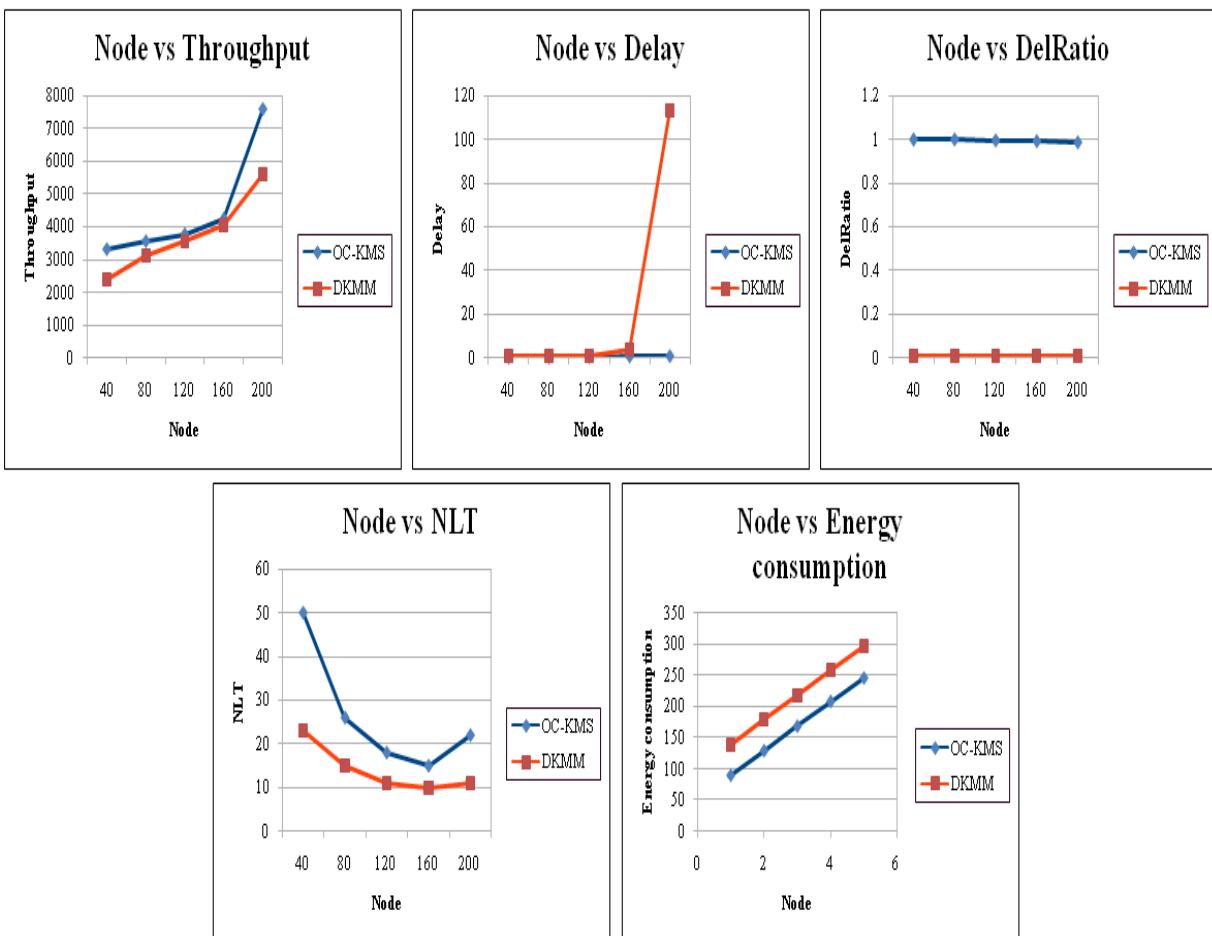 Node vs Throughput
8000
7000
6000
5000
4000
3000
2000
1000
0
Throughput
40 80 120 160 200
Node
OC-KMS
DKMM
Node vs Delay
120
100
80
60
40
20
0
Delay
40 80 120 160 200
Node
OC-KMS
DKMM
Node vs DelRatio
1.2
1
0.8
0.6
0.4
0.2
0
DelRatio
40 80 120 160 200
Node
OC-KMS
DKMM
Node vs NLT
60
50
40
30
20
10
0
NLT
40 80 120 160 200
Node
OC-KMS
DKMM
Node vs Energy
consumption
350
300
250
200
150
100
50
0
Energy consumption
0 2 4 6
Node
OC-KMS
DKMM